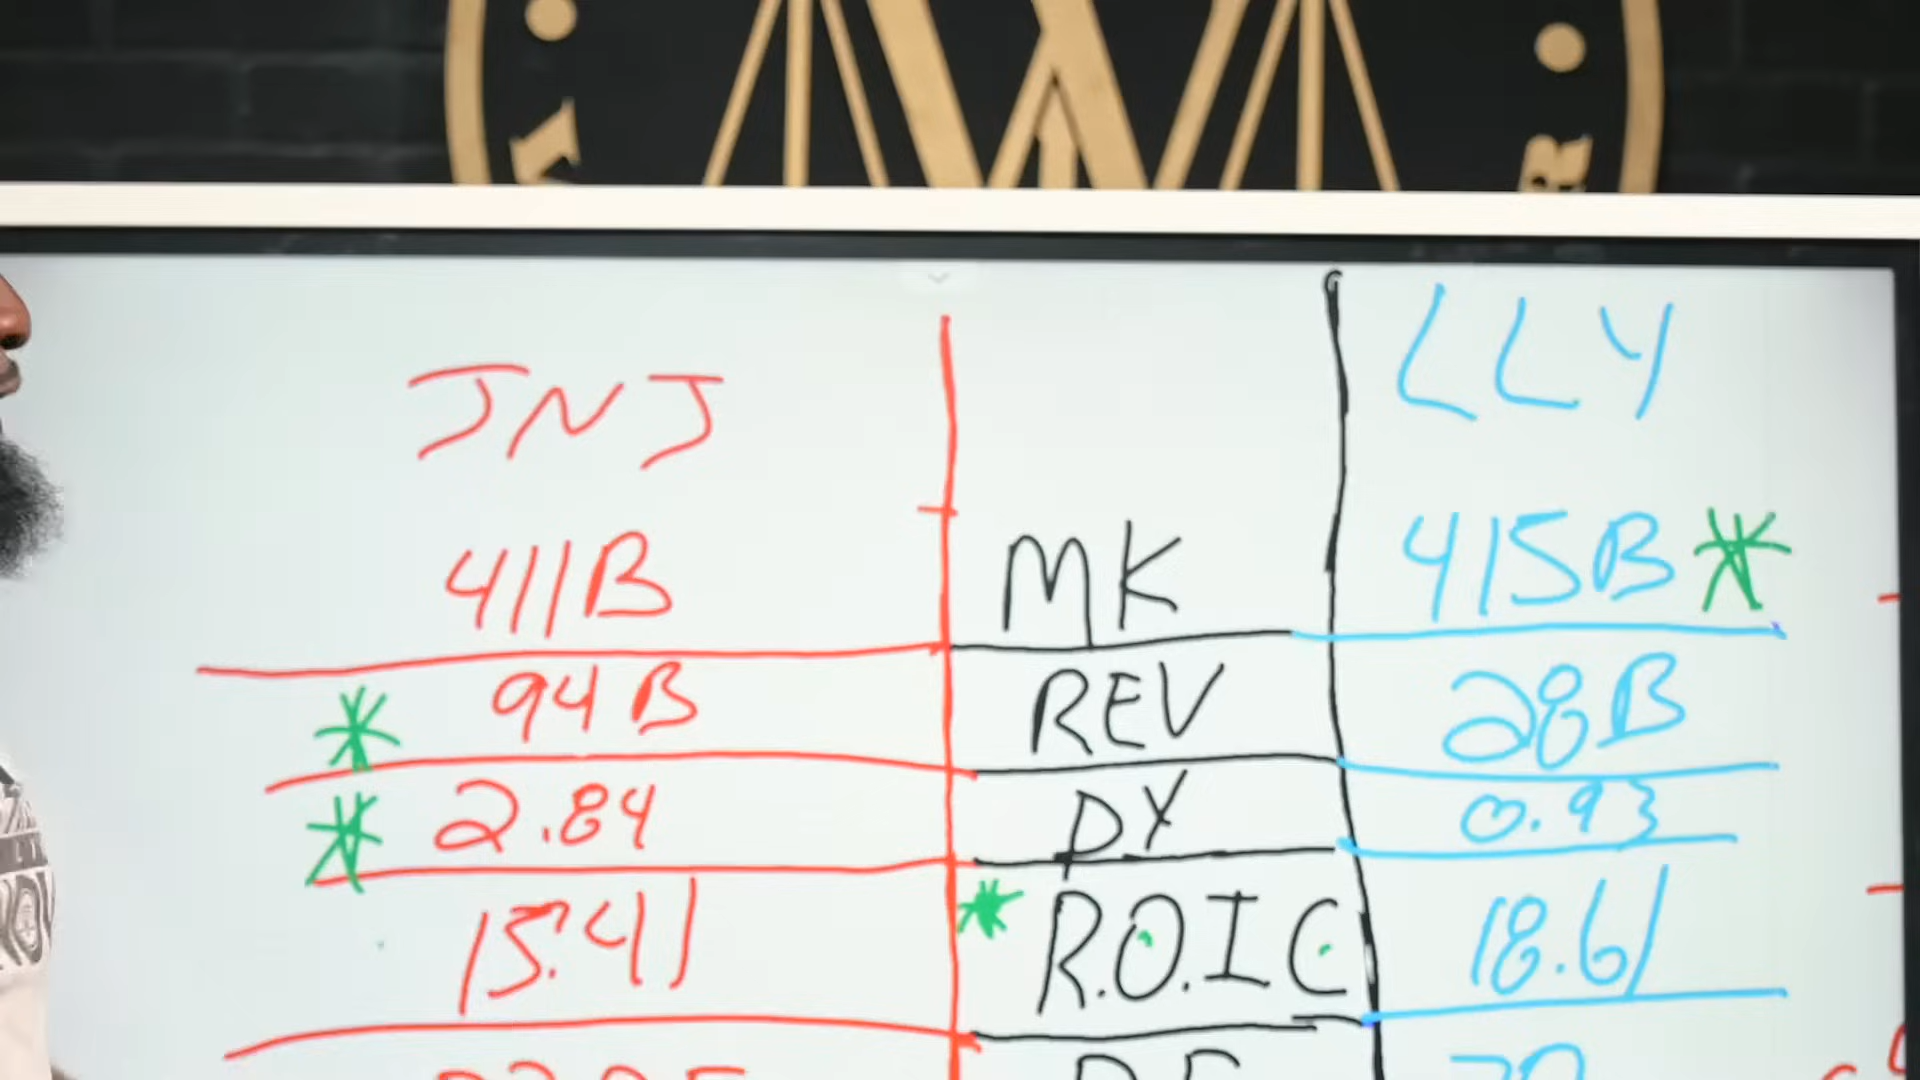 JNJ LLY
411B MK 415B *
* 94B REV 28B
* 2.84 DY 0.93
15.41 * R.O.I.C 18.61
W
R